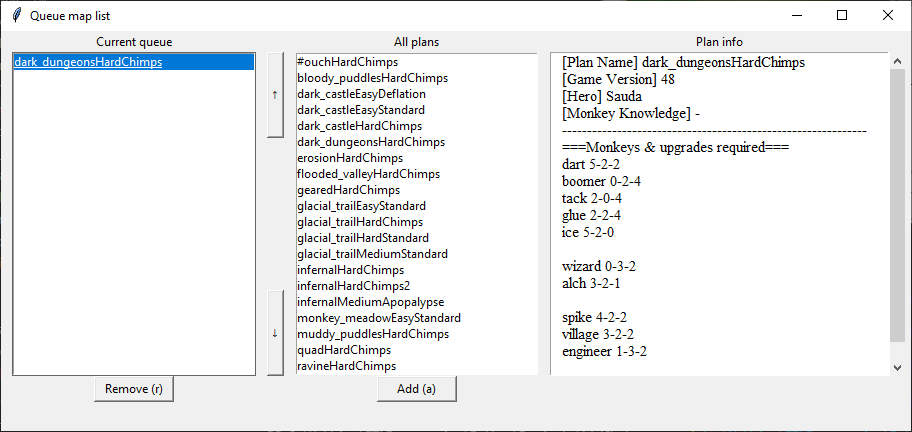 Queue map list
Current queue
All plans
Plan info
dark_dungeonsHardChimps
↑
↓
#ouchHardChimps
bloody_puddlesHardChimps
dark_castleEasyDeflation
dark_castleEasyStandard
dark_castleHardChimps
dark_dungeonsHardChimps
erosionHardChimps
flooded_valleyHardChimps
gearedHardChimps
glacial_trailEasyStandard
glacial_trailHardChimps
glacial_trailHardStandard
glacial_trailMediumStandard
infernalHardChimps
infernalHardChimps2
infernalMediumApopalypse
monkey_meadowEasyStandard
muddy_puddlesHardChimps
quadHardChimps
ravineHardChimps
[Plan Name] dark_dungeonsHardChimps
[Game Version] 48
[Hero] Sauda
[Monkey Knowledge] -
-------------------------------------------------------------
===Monkeys & upgrades required===
dart 5-2-2
boomer 0-2-4
tack 2-0-4
glue 2-2-4
ice 5-2-0
wizard 0-3-2
alch 3-2-1
spike 4-2-2
village 3-2-2
engineer 1-3-2
Remove (r)
Add (a)